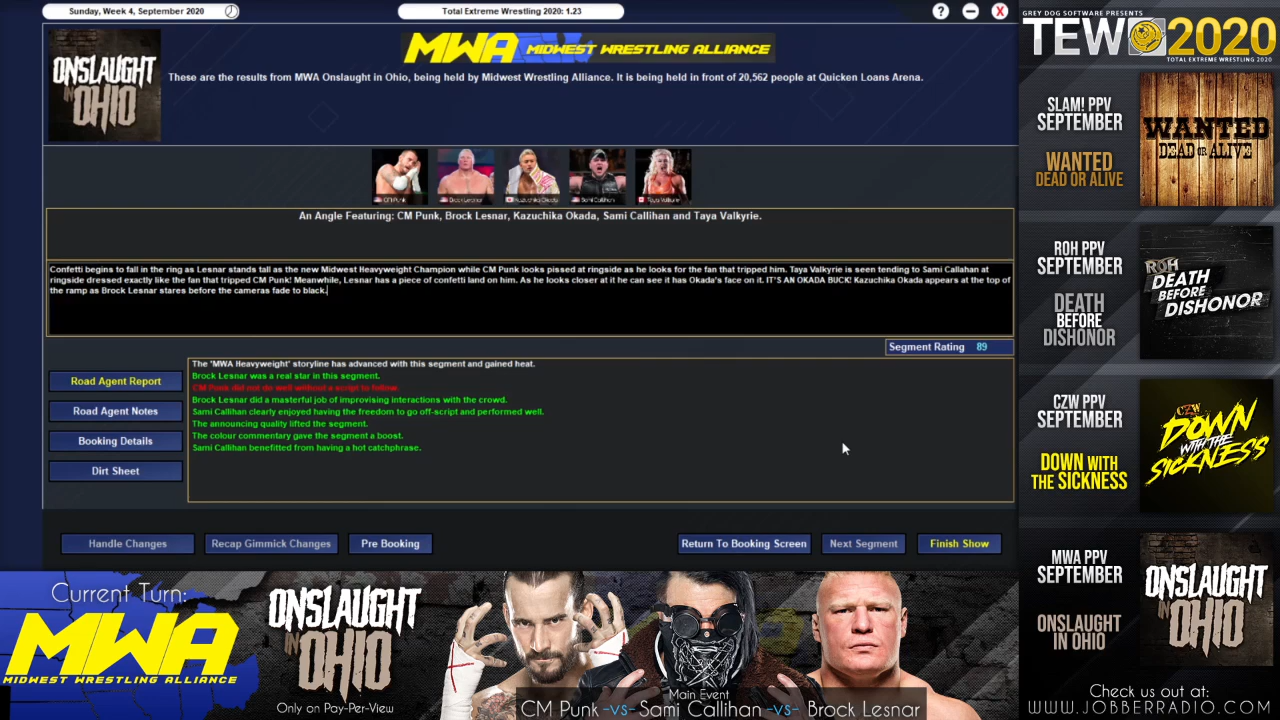 Sunday, Week 4, September 2020
Total Extreme Wrestling 2020: 1.23
?
X
ONSLAUGHT
IN
OHIO
MWA MIDWEST WRESTLING ALLIANCE
These are the results from MWA Onslaught in Ohio, being held by Midwest Wrestling Alliance. It is being held in front of 20,562 people at Quicken Loans Arena.
CM Punk
Brock Lesnar
Kazuchika Okada
Sami Callihan
Taya Valkyrie
An Angle Featuring: CM Punk, Brock Lesnar, Kazuchika Okada, Sami Callihan and Taya Valkyrie.
Confetti begins to fall in the ring as Lesnar stands tall as the new Midwest Heavyweight Champion while CM Punk looks pissed at ringside as he looks for the fan that tripped him. Taya Valkyrie is seen tending to Sami Callihan at
ringside dressed exactly like the fan that tripped CM Punk! Meanwhile, Lesnar has a piece of confetti land on him. As he looks closer at it he can see it has Okada's face on it. IT'S AN OKADA BUCK! Kazuchika Okada appears at the top of
the ramp as Brock Lesnar stares before the cameras fade to black.
Segment Rating 89
Road Agent Report
Road Agent Notes
Booking Details
Dirt Sheet
The 'MWA Heavyweight' storyline has advanced with this segment and gained heat.
Brock Lesnar was a real star in this segment.
CM Punk did not do well without a script to follow.
Brock Lesnar did a masterful job of improvising interactions with the crowd.
Sami Callihan clearly enjoyed having the freedom to go off-script and performed well.
The announcing quality lifted the segment.
The colour commentary gave the segment a boost.
Sami Callihan benefitted from having a hot catchphrase.
Handle Changes
Recap Gimmick Changes
Pre Booking
Return To Booking Screen
Next Segment
Finish Show
Current Turn:
MWA
MIDWEST WRESTLING ALLIANCE
ONSLAUGHT
IN
OHIO
Only on Pay-Per-View
Main Event
CM Punk -vs- Sami Callihan -vs- Brock Lesnar
GREY DOG SOFTWARE PRESENTS
TEW 2020
TOTAL EXTREME WRESTLING 2020
SLAM! PPV
SEPTEMBER
WANTED
DEAD OR ALIVE
WANTED
DEAD OR ALIVE
ROH PPV
SEPTEMBER
DEATH
BEFORE
DISHONOR
ROH
DEATH
BEFORE
DISHONOR
CZW PPV
SEPTEMBER
DOWN WITH
THE SICKNESS
CZW
DOWN
WITH THE
SICKNESS
MWA PPV
SEPTEMBER
ONSLAUGHT
IN OHIO
ONSLAUGHT
IN
OHIO
Check us out at:
WWW.JOBBERRADIO.COM